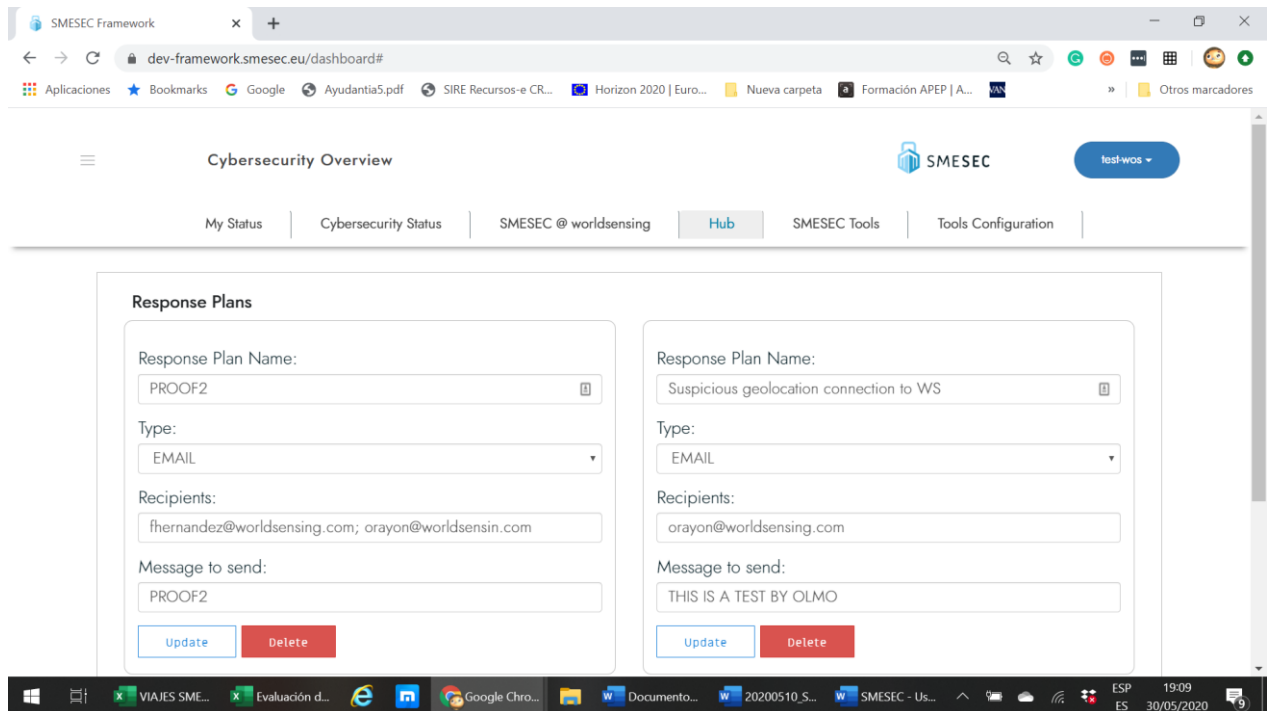 SMESEC Framework
dev-framework.smesec.eu/dashboard#
Aplicaciones Bookmarks Google Ayudantia5.pdf SIRE Recursos-e CR... Horizon 2020 | Euro... Nueva carpeta Formación APEP | A... VAN » Otros marcadores
Cybersecurity Overview SMESEC test-wos
My Status Cybersecurity Status SMESEC @ worldsensing Hub SMESEC Tools Tools Configuration
Response Plans
Response Plan Name: Response Plan Name:
PROOF2 Suspicious geolocation connection to WS
Type: Type:
EMAIL EMAIL
Recipients: Recipients:
fhernandez@worldsensing.com; orayon@worldsensin.com orayon@worldsensing.com
Message to send: Message to send:
PROOF2 THIS IS A TEST BY OLMO
Update Delete Update Delete
VIAJES SME... Evaluación d... Google Chro... Documento... 20200510_S... SMESEC - Us... ESP 19:09
ES 30/05/2020 9